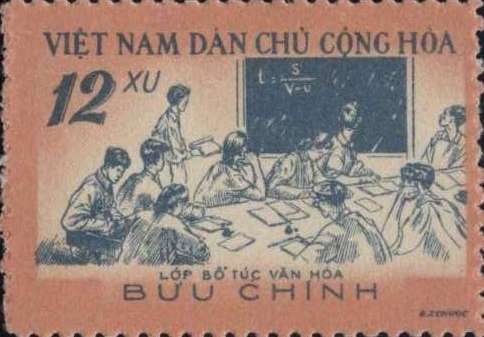 VIỆT NAM DÂN CHỦ CỘNG HÒA
12 XU
t = S
V-u
LỚP BỔ TÚC VĂN HÓA
BƯU CHÍNH